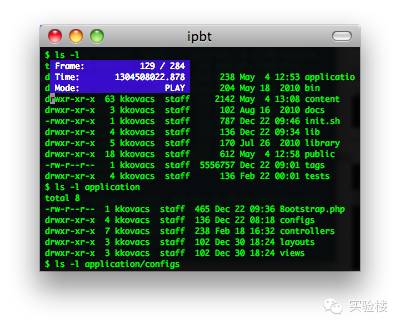 ipbt
$ ls -l
t
Frame: 129 / 284
Time: 1304508022.878
Mode: PLAY
238 May  4 12:53 applicatio
204 May 18  2010 bin
drwxr-xr-x  63 kkovacs  staff     2142 May  4 13:08 content
drwxr-xr-x   3 kkovacs  staff      102 Aug 16  2010 docs
-rwxr-xr-x   1 kkovacs  staff      787 Dec 22 09:46 init.sh
drwxr-xr-x   4 kkovacs  staff      136 Dec 22 09:34 lib
drwxr-xr-x   5 kkovacs  staff      170 Jul 26  2010 library
drwxr-xr-x  18 kkovacs  staff      612 May  4 12:58 public
-rw-r--r--   1 kkovacs  staff  5556757 Dec 22 09:01 tags
drwxr-xr-x   4 kkovacs  staff      136 Feb 22 00:01 tests
$ ls -l application
total 8
-rw-r--r--  1 kkovacs  staff  465 Dec 22 09:36 Bootstrap.php
drwxr-xr-x  4 kkovacs  staff  136 Dec 22 08:18 configs
drwxr-xr-x  7 kkovacs  staff  238 Feb 18 16:32 controllers
drwxr-xr-x  3 kkovacs  staff  102 Dec 30 18:24 layouts
drwxr-xr-x  3 kkovacs  staff  102 Dec 30 18:24 views
$ ls -l application/configs
实验楼